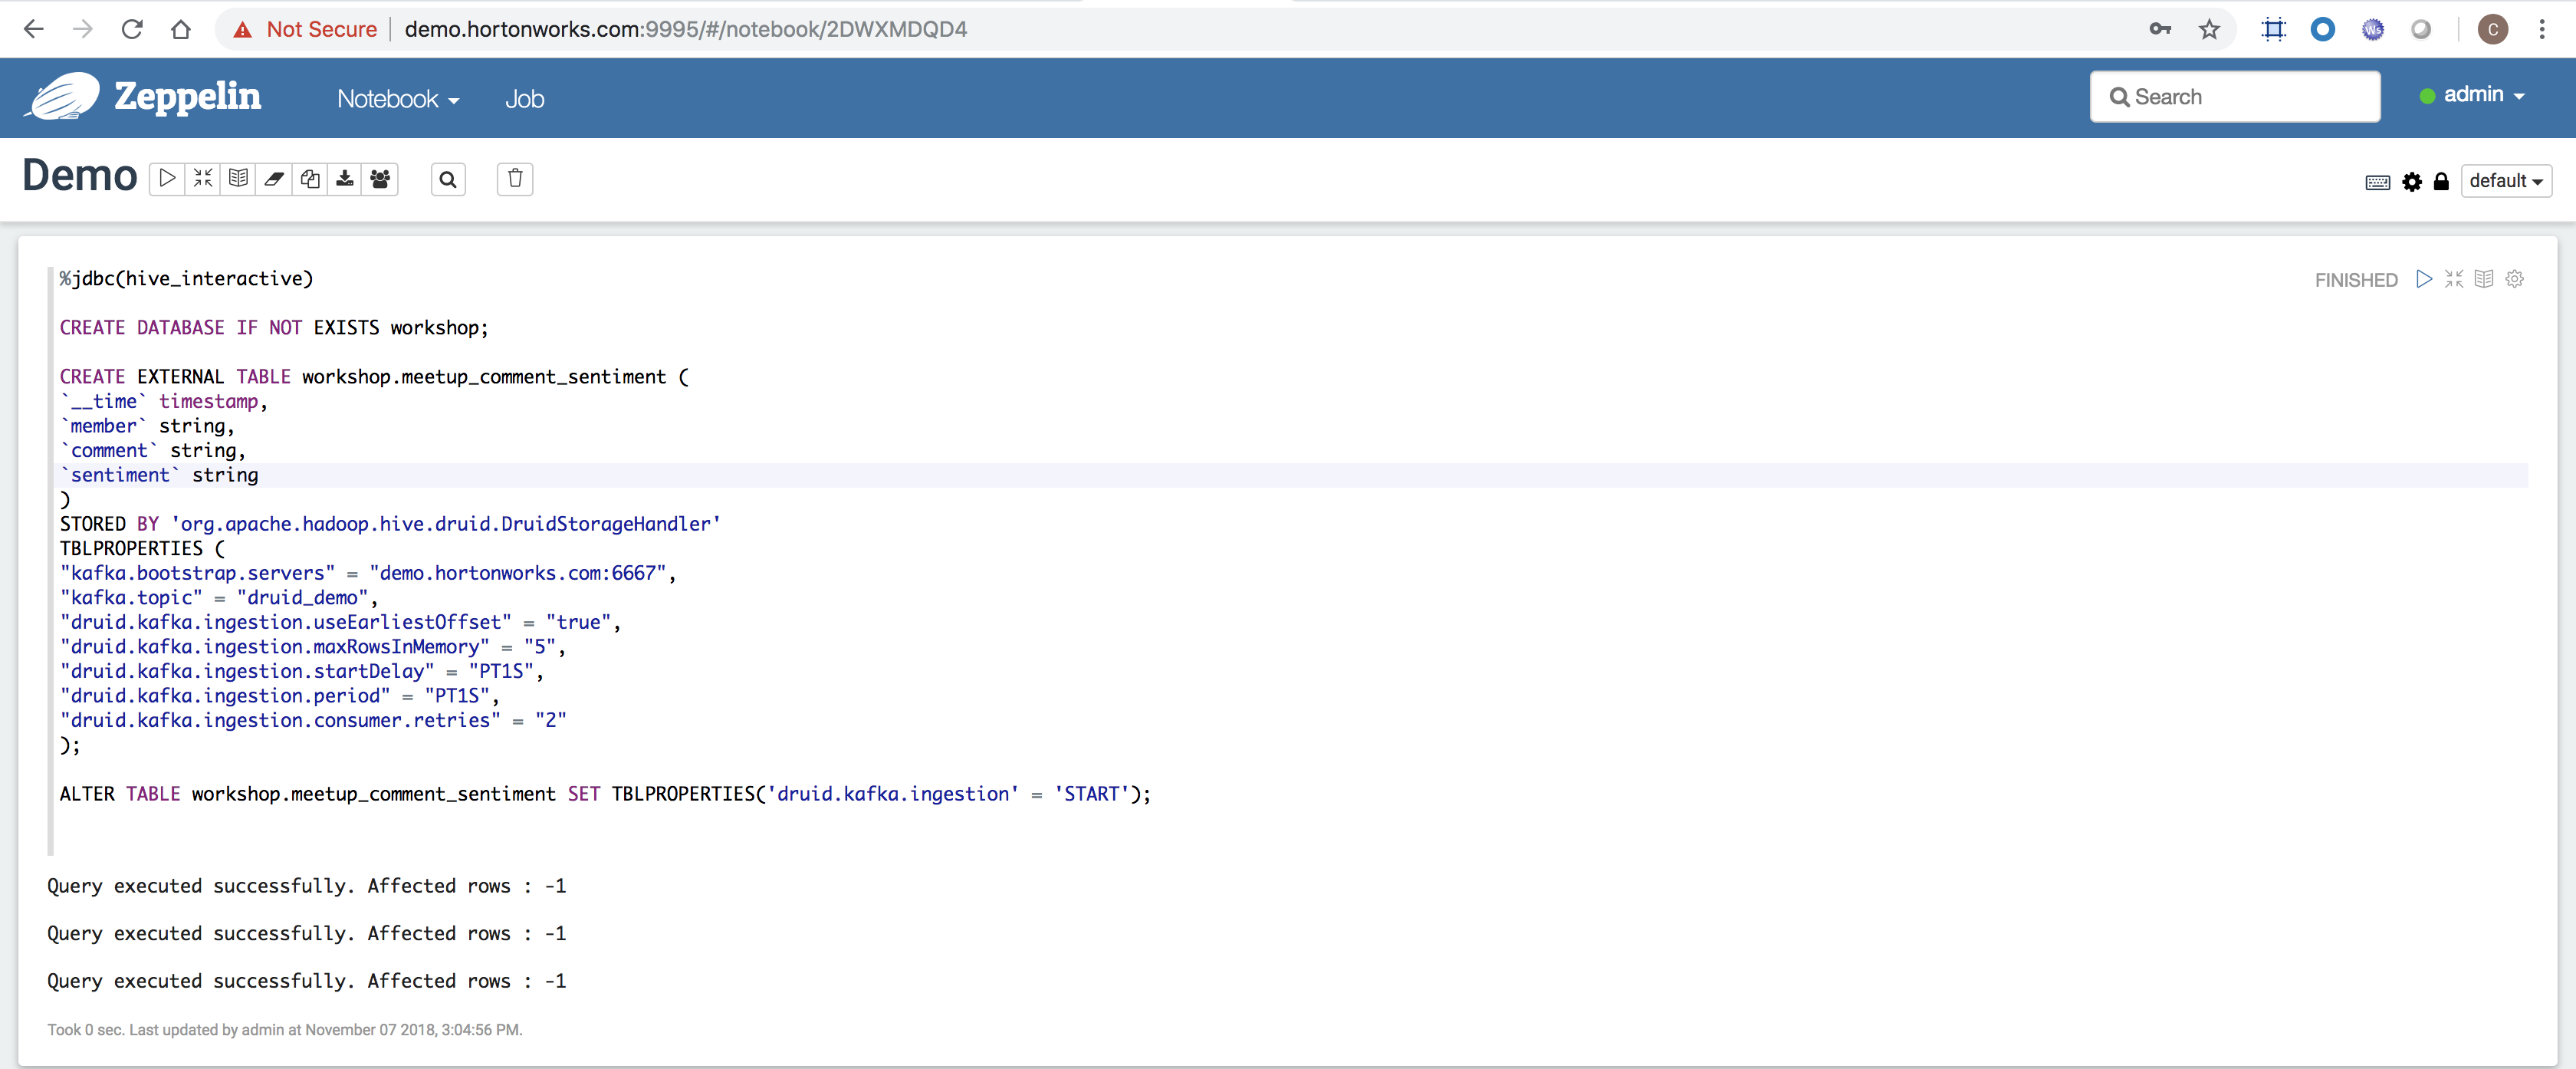 Not Secure demo.hortonworks.com:9995/#/notebook/2DWXMDQD4
Ws
C
Zeppelin Notebook Job Search admin
Demo default
%jdbc(hive_interactive) FINISHED
CREATE DATABASE IF NOT EXISTS workshop;
CREATE EXTERNAL TABLE workshop.meetup_comment_sentiment (
`__time` timestamp,
`member` string,
`comment` string,
`sentiment` string
)
STORED BY 'org.apache.hadoop.hive.druid.DruidStorageHandler'
TBLPROPERTIES (
"kafka.bootstrap.servers" = "demo.hortonworks.com:6667",
"kafka.topic" = "druid_demo",
"druid.kafka.ingestion.useEarliestOffset" = "true",
"druid.kafka.ingestion.maxRowsInMemory" = "5",
"druid.kafka.ingestion.startDelay" = "PT1S",
"druid.kafka.ingestion.period" = "PT1S",
"druid.kafka.ingestion.consumer.retries" = "2"
);
ALTER TABLE workshop.meetup_comment_sentiment SET TBLPROPERTIES('druid.kafka.ingestion' = 'START');
Query executed successfully. Affected rows : -1
Query executed successfully. Affected rows : -1
Query executed successfully. Affected rows : -1
Took 0 sec. Last updated by admin at November 07 2018, 3:04:56 PM.